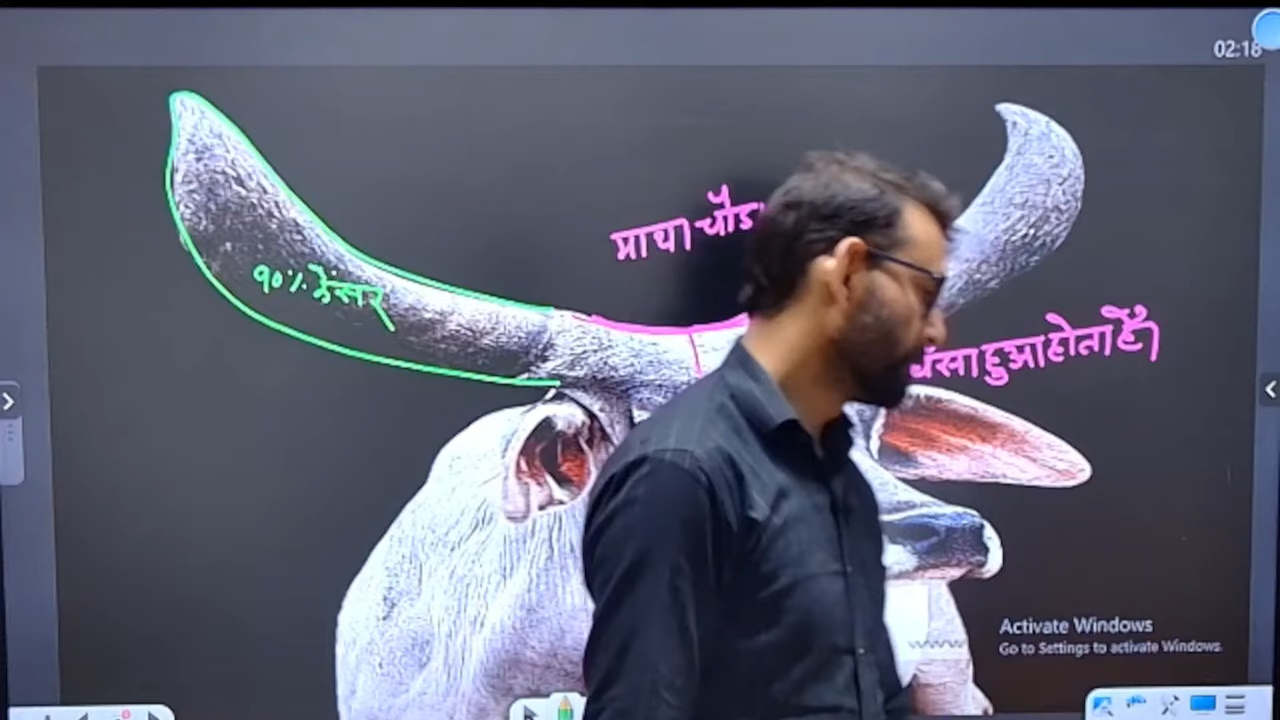 02:18
माथा चौड़
90% कैंसर
धंसा हुआ होता हैं।
Activate Windows
Go to Settings to activate Windows.